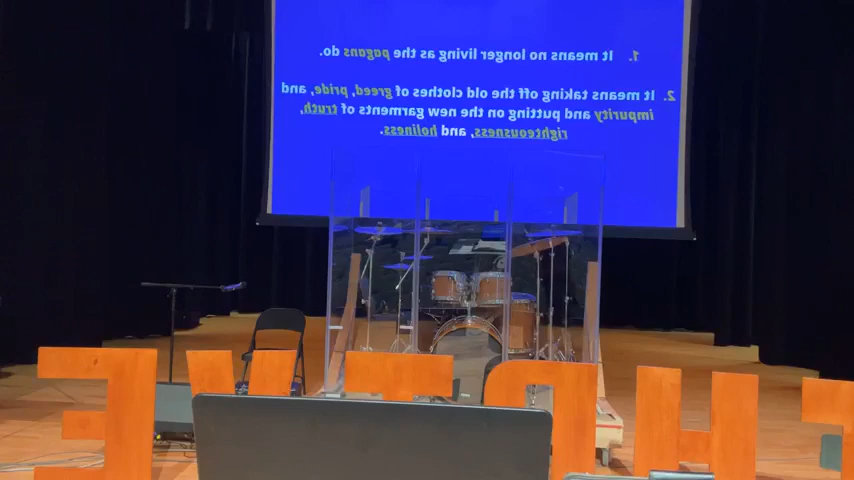 1. It means no longer living as the pagans do.
2. It means taking off the old clothes of greed, pride, and
impurity and putting on the new garments of truth,
righteousness, and holiness.